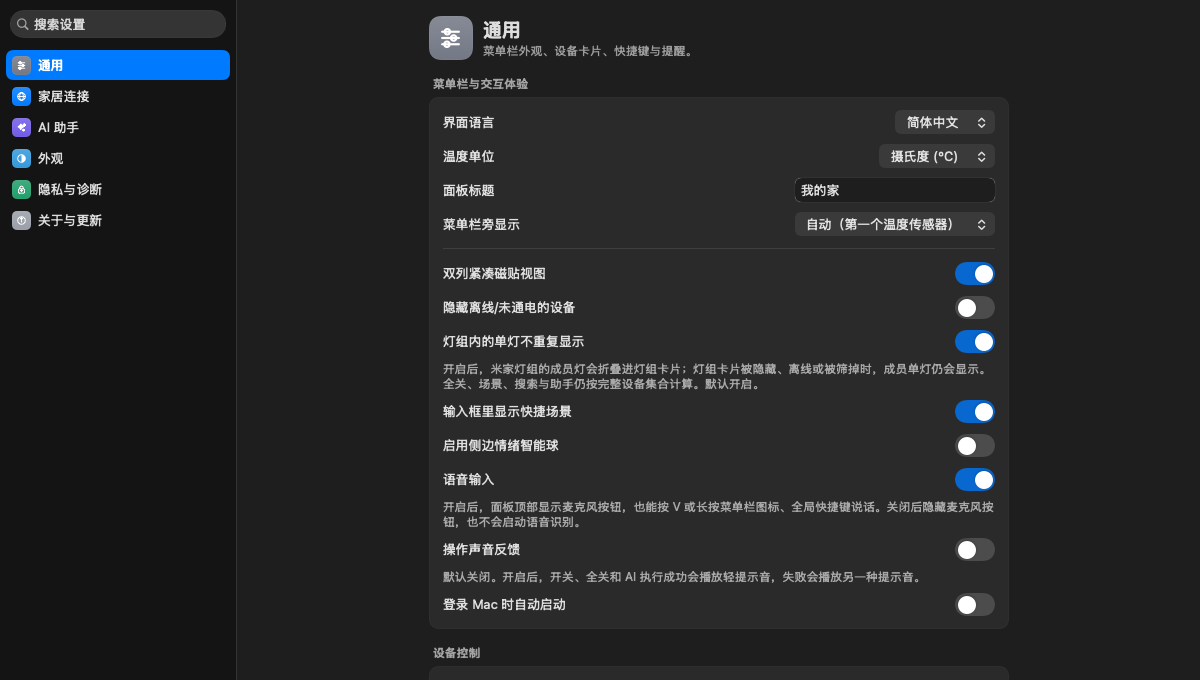 搜索设置
通用
家居连接
AI 助手
外观
隐私与诊断
关于与更新
通用
菜单栏外观、设备卡片、快捷键与提醒。
菜单栏与交互体验
界面语言
简体中文
温度单位
摄氏度 (°C)
面板标题
我的家
菜单栏旁显示
自动（第一个温度传感器）
双列紧凑磁贴视图
隐藏离线/未通电的设备
灯组内的单灯不重复显示
开启后，米家灯组的成员灯会折叠进灯组卡片；灯组卡片被隐藏、离线或被筛掉时，成员单灯仍会显示。
全关、场景、搜索与助手仍按完整设备集合计算。默认开启。
输入框里显示快捷场景
启用侧边情绪智能球
语音输入
开启后，面板顶部显示麦克风按钮，也能按 V 或长按菜单栏图标、全局快捷键说话。关闭后隐藏麦克风按
钮，也不会启动语音识别。
操作声音反馈
默认关闭。开启后，开关、全关和 AI 执行成功会播放轻提示音，失败会播放另一种提示音。
登录 Mac 时自动启动
设备控制